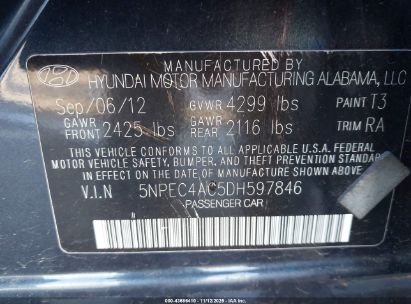 MFD BY
HYUNDAI MOTOR MANUFACTURING ALABAMA, LLC
Sep/06/12 GVWR 4299 lbs PAINT T3
GAWR FRONT 2425 lbs GAWR REAR 2116 lbs TRIM RA
THIS VEHICLE CONFORMS TO ALL APPLICABLE U.S.A. FEDERAL
MOTOR VEHICLE SAFETY, BUMPER, AND THEFT PREVENTION STANDARDS
IN EFFECT ON THE DATE OF MANUFACTURE SHOWN ABOVE.
V.I.N 5NPEC4AC5DH597846
PASSENGER CAR